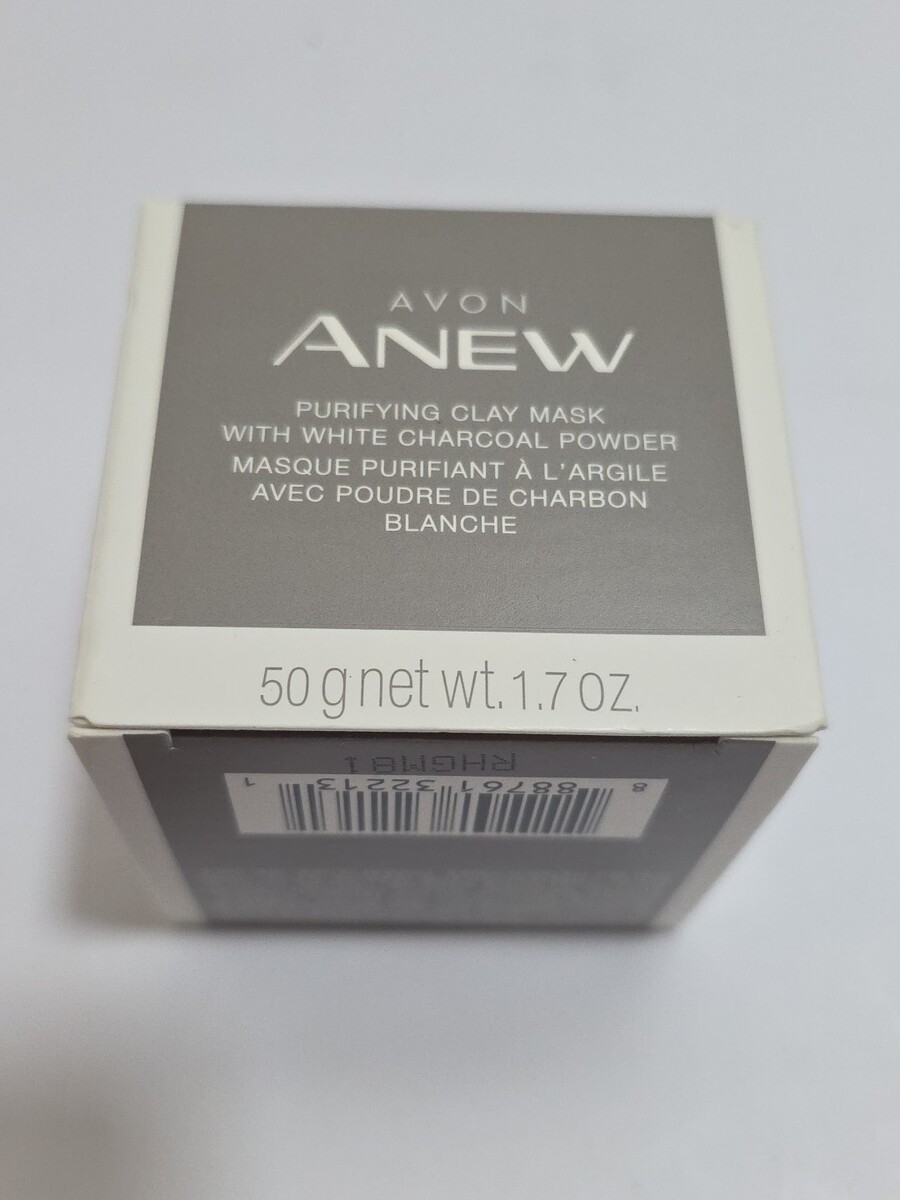 AVON
ANEW
PURIFYING CLAY MASK
WITH WHITE CHARCOAL POWDER
MASQUE PURIFIANT À L'ARGILE
AVEC POUDRE DE CHARBON
BLANCHE
50 g net wt. 1.7 OZ.
RHGM81
8 88761 32213 1